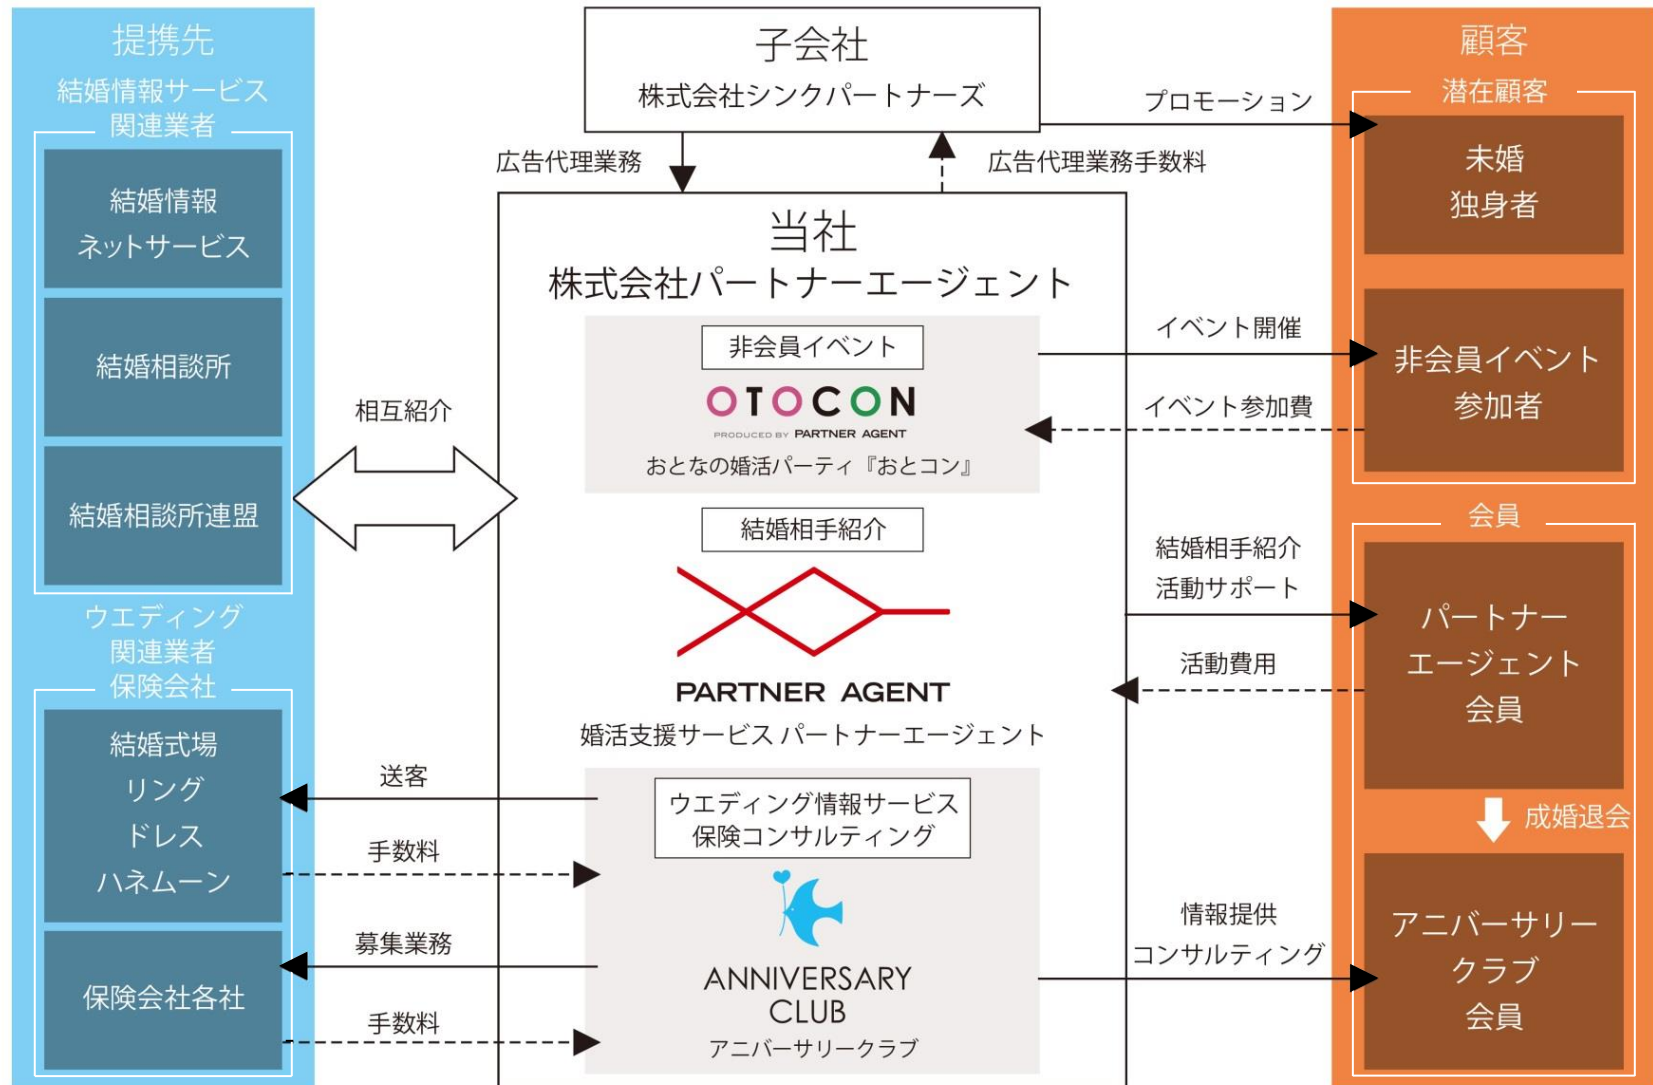 提携先
結婚情報サービス
関連業者
結婚情報
ネットサービス
結婚相談所
結婚相談所連盟
ウエディング
関連業者
保険会社
結婚式場
リング
ドレス
ハネムーン
保険会社各社
相互紹介
送客
手数料
募集業務
手数料
子会社
株式会社シンクパートナーズ
広告代理業務
広告代理業務手数料
当社
株式会社パートナーエージェント
非会員イベント
OTOCON
PRODUCED BY PARTNER AGENT
おとなの婚活パーティ『おとコン』
結婚相手紹介
PARTNER AGENT
婚活支援サービス パートナーエージェント
ウエディング情報サービス
保険コンサルティング
ANNIVERSARY
CLUB
アニバーサリークラブ
プロモーション
イベント開催
イベント参加費
結婚相手紹介
活動サポート
活動費用
情報提供
コンサルティング
顧客
潜在顧客
未婚
独身者
非会員イベント
参加者
会員
パートナー
エージェント
会員
成婚退会
アニバーサリー
クラブ
会員